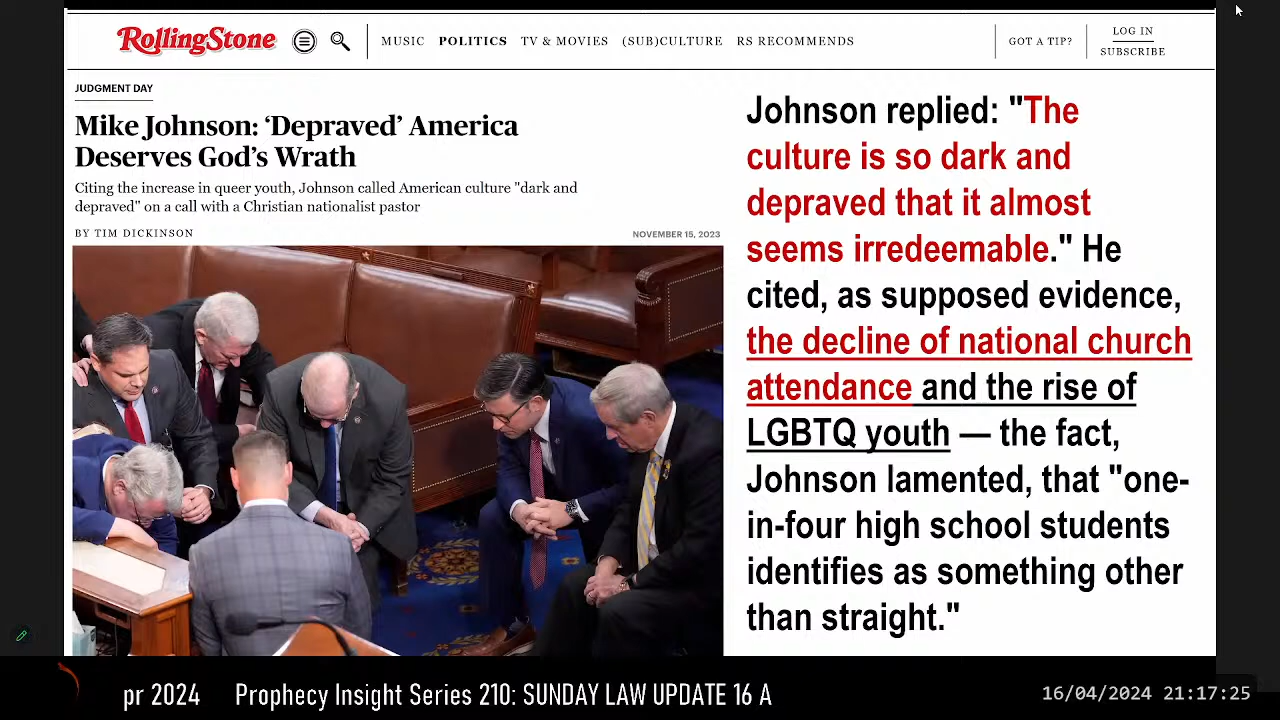 RollingStone
MUSIC POLITICS TV & MOVIES (SUB)CULTURE RS RECOMMENDS
GOT A TIP?
LOG IN
SUBSCRIBE
JUDGMENT DAY
Mike Johnson: ‘Depraved’ America
Deserves God’s Wrath
Citing the increase in queer youth, Johnson called American culture "dark and
depraved" on a call with a Christian nationalist pastor
BY TIM DICKINSON
NOVEMBER 15, 2023
Johnson replied: "The
culture is so dark and
depraved that it almost
seems irredeemable." He
cited, as supposed evidence,
the decline of national church
attendance and the rise of
LGBTQ youth — the fact,
Johnson lamented, that "one-
in-four high school students
identifies as something other
than straight."
pr 2024 Prophecy Insight Series 210: SUNDAY LAW UPDATE 16 A
16/04/2024 21:17:25